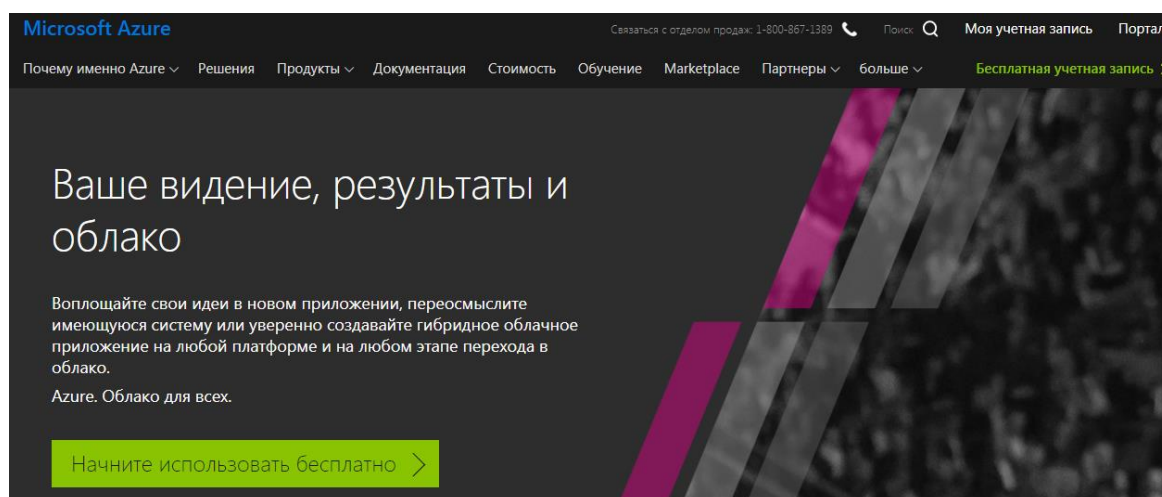 Microsoft Azure
Связаться с отделом продаж: 1-800-867-1389 Поиск Моя учетная запись Портал
Почему именно Azure Решения Продукты Документация Стоимость Обучение Marketplace Партнеры больше Бесплатная учетная запись
Ваше видение, результаты и
облако
Воплощайте свои идеи в новом приложении, переосмыслите
имеющуюся систему или уверенно создавайте гибридное облачное
приложение на любой платформе и на любом этапе перехода в
облако.
Azure. Облако для всех.
Начните использовать бесплатно